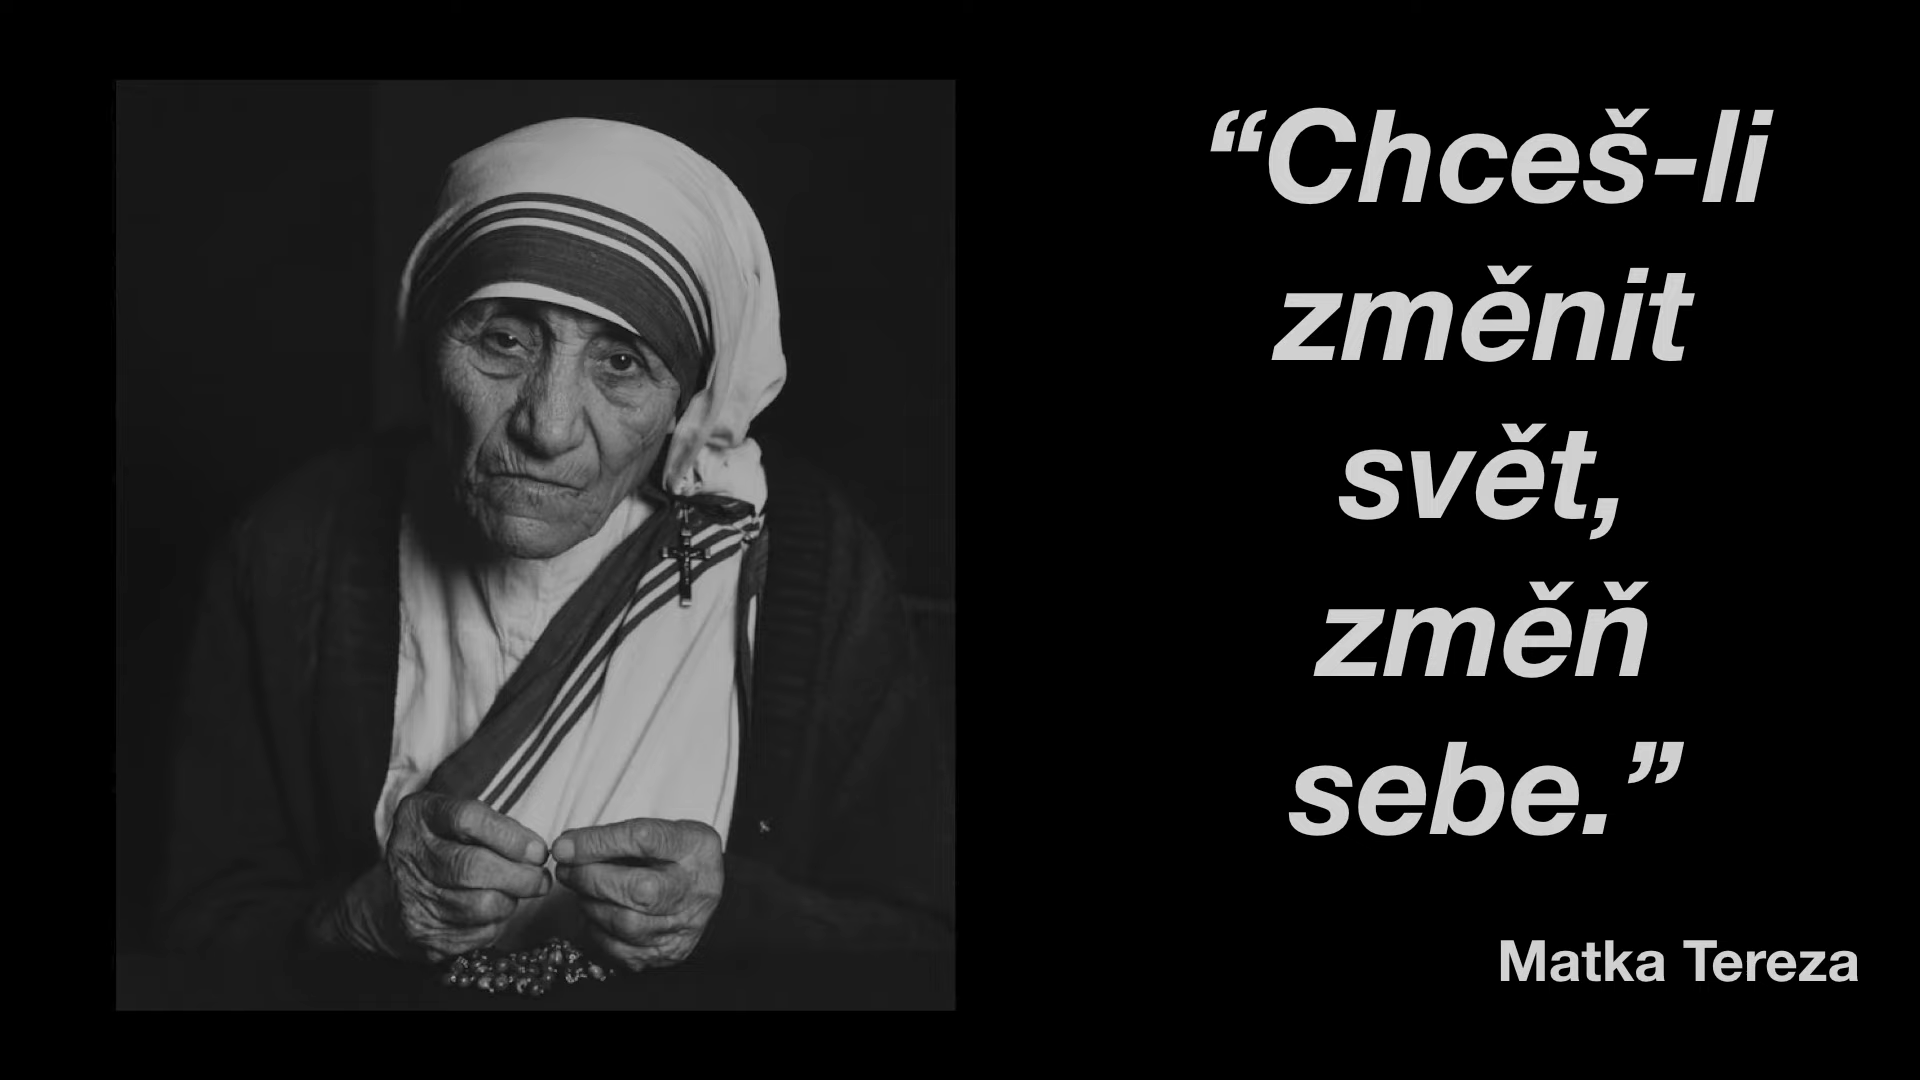 “Chceš-li
změnit
svět,
změň
sebe.”
Matka Tereza